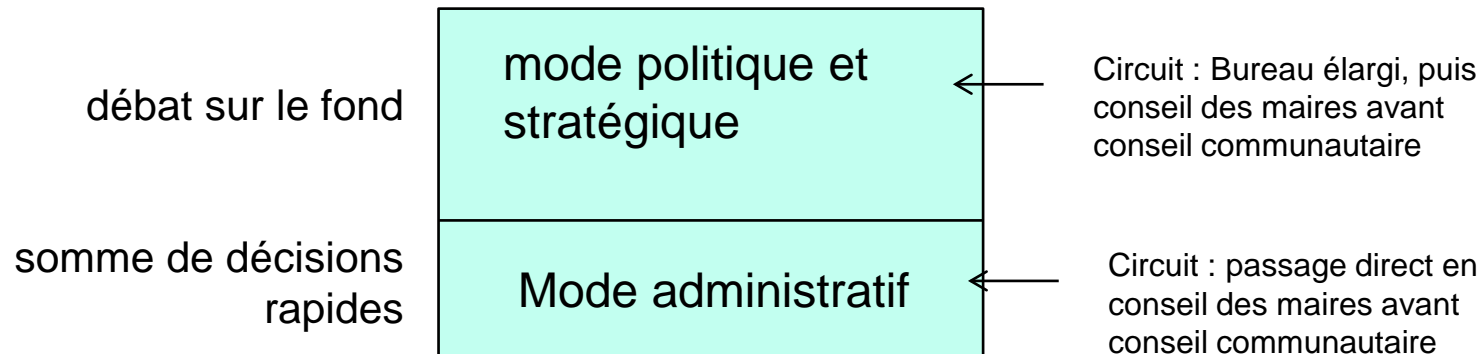 débat sur le fond
mode politique et
stratégique
Circuit : Bureau élargi, puis
conseil des maires avant
conseil communautaire
somme de décisions
rapides
Mode administratif
Circuit : passage direct en
conseil des maires avant
conseil communautaire